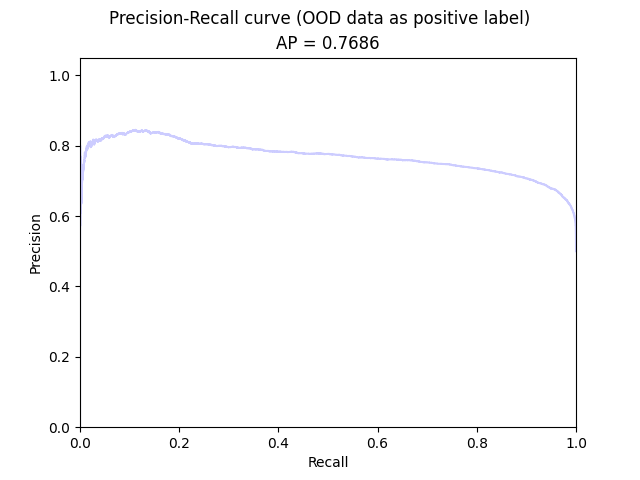 Precision-Recall curve (OOD data as positive label)
AP = 0.7686
1.0
0.8
0.6
0.4
0.2
0.0
Precision
0.0 0.2 0.4 0.6 0.8 1.0
Recall